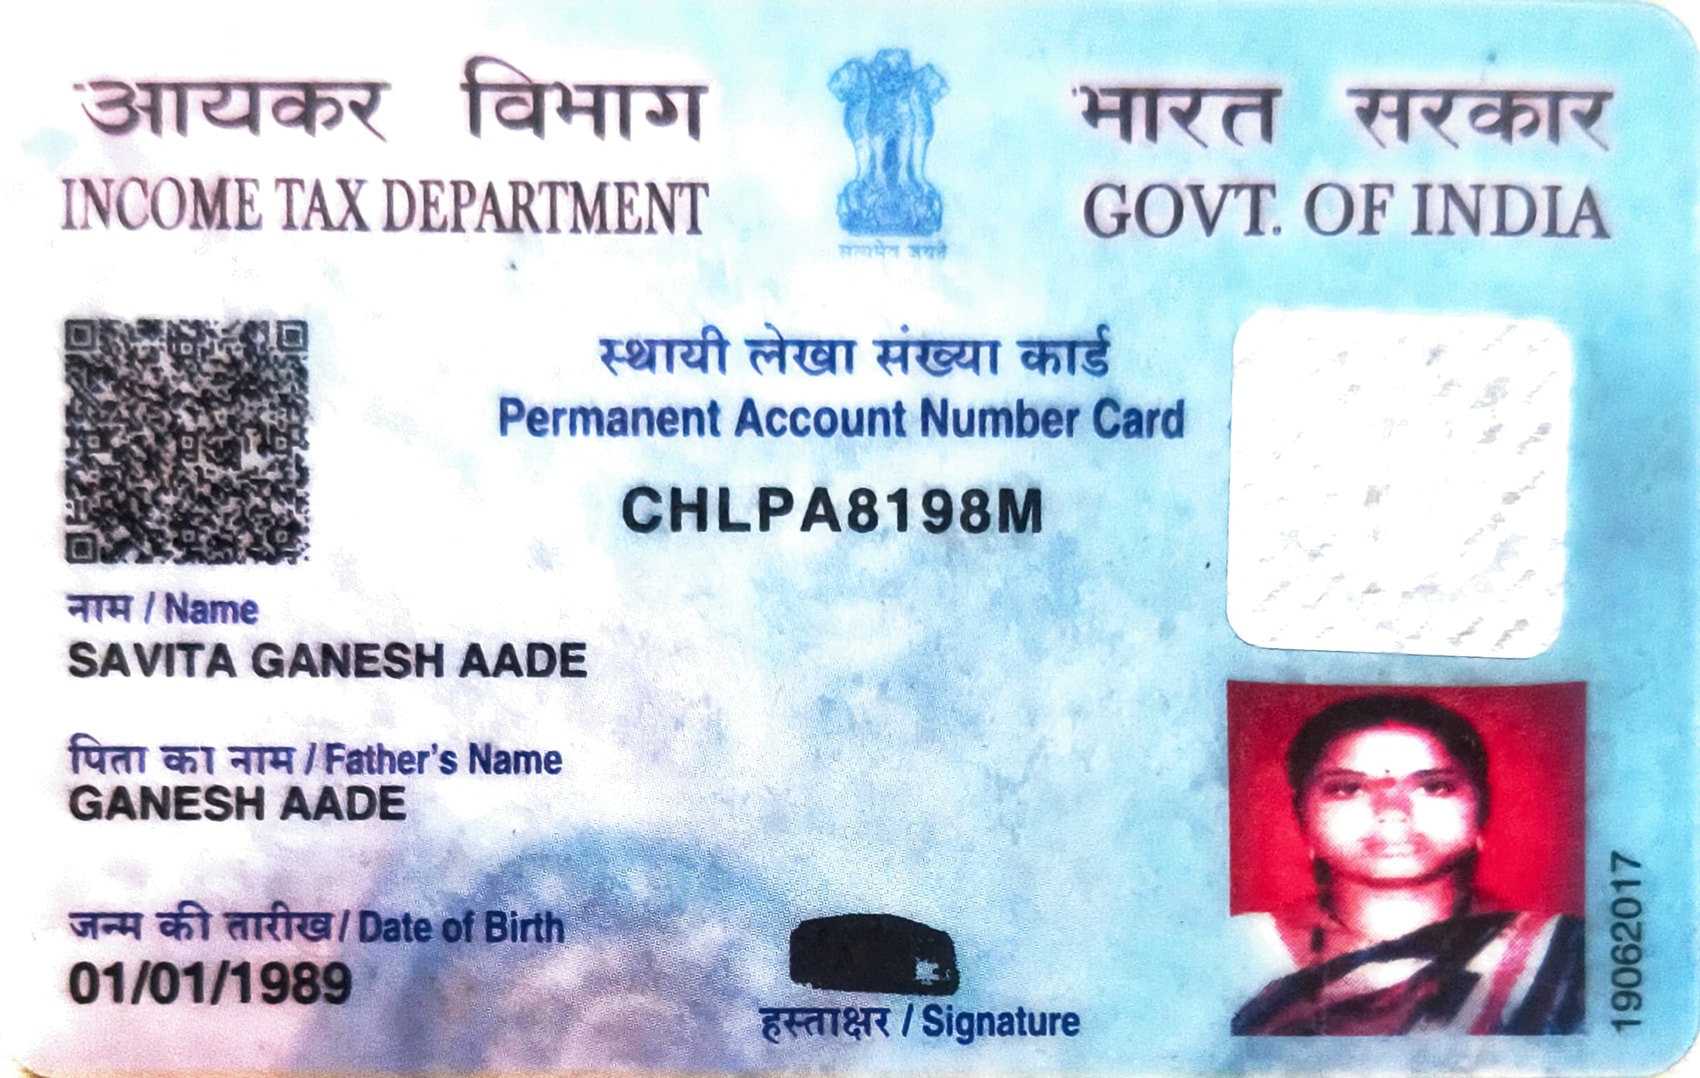 आयकर विभाग
INCOME TAX DEPARTMENT
सत्यमेव जयते
भारत सरकार
GOVT. OF INDIA
स्थायी लेखा संख्या कार्ड
Permanent Account Number Card
CHLPA8198M
नाम / Name
SAVITA GANESH AADE
पिता का नाम / Father's Name
GANESH AADE
जन्म की तारीख / Date of Birth
01/01/1989
हस्ताक्षर / Signature
19062017